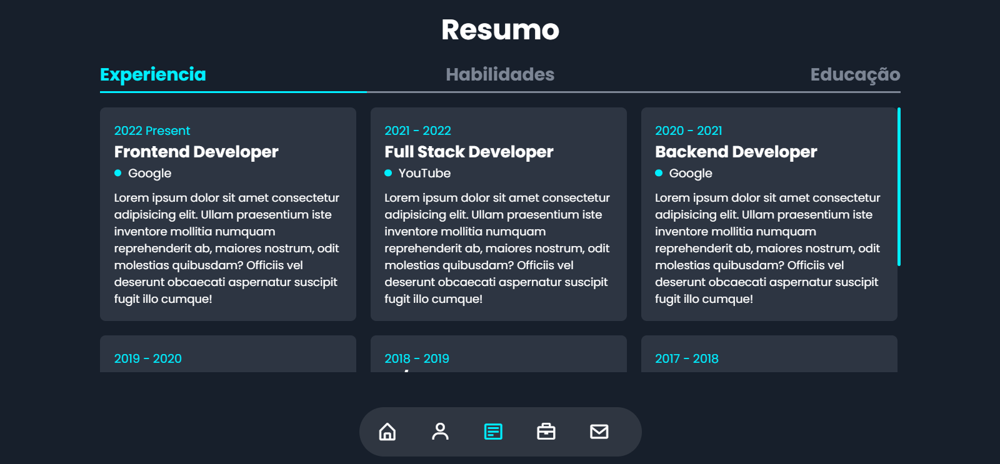 Resumo
Experiencia
Habilidades
Educação
2022 Present
Frontend Developer
Google
Lorem ipsum dolor sit amet consectetur
adipisicing elit. Ullam praesentium iste
inventore mollitia numquam
reprehenderit ab, maiores nostrum, odit
molestias quibusdam? Officiis vel
deserunt obcaecati aspernatur suscipit
fugit illo cumque!
2021 - 2022
Full Stack Developer
YouTube
Lorem ipsum dolor sit amet consectetur
adipisicing elit. Ullam praesentium iste
inventore mollitia numquam
reprehenderit ab, maiores nostrum, odit
molestias quibusdam? Officiis vel
deserunt obcaecati aspernatur suscipit
fugit illo cumque!
2020 - 2021
Backend Developer
Google
Lorem ipsum dolor sit amet consectetur
adipisicing elit. Ullam praesentium iste
inventore mollitia numquam
reprehenderit ab, maiores nostrum, odit
molestias quibusdam? Officiis vel
deserunt obcaecati aspernatur suscipit
fugit illo cumque!
2019 - 2020
2018 - 2019
2017 - 2018